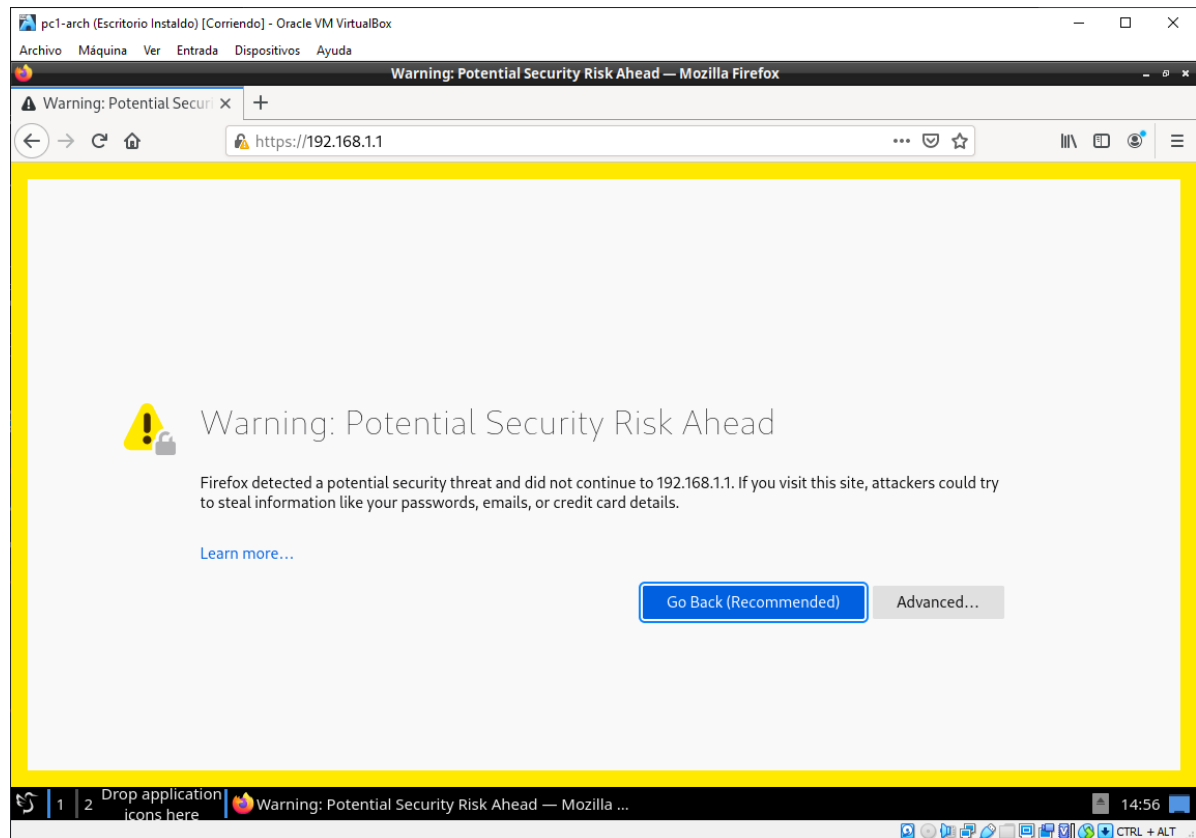 pc1-arch (Escritorio Instaldo) [Corriendo] - Oracle VM VirtualBox
Archivo Máquina Ver Entrada Dispositivos Ayuda
Warning: Potential Security Risk Ahead — Mozilla Firefox
Warning: Potential Securi
https://192.168.1.1
Warning: Potential Security Risk Ahead
Firefox detected a potential security threat and did not continue to 192.168.1.1. If you visit this site, attackers could try
to steal information like your passwords, emails, or credit card details.
Learn more…
Go Back (Recommended) Advanced…
1 2 Drop application
icons here
Warning: Potential Security Risk Ahead — Mozilla ...
14:56
CTRL + ALT